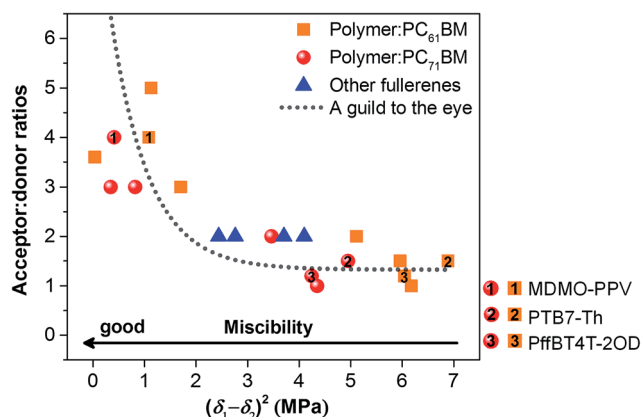 Polymer:PC61BM
Polymer:PC71BM
Other fullerenes
A guild to the eye
Acceptor:donor ratios
6
5
4
3
2
1
0
1
1
3
2
3
2
good Miscibility
0 1 2 3 4 5 6 7
(δ1−δ2)2 (MPa)
1 1 MDMO-PPV
2 2 PTB7-Th
3 3 PffBT4T-2OD